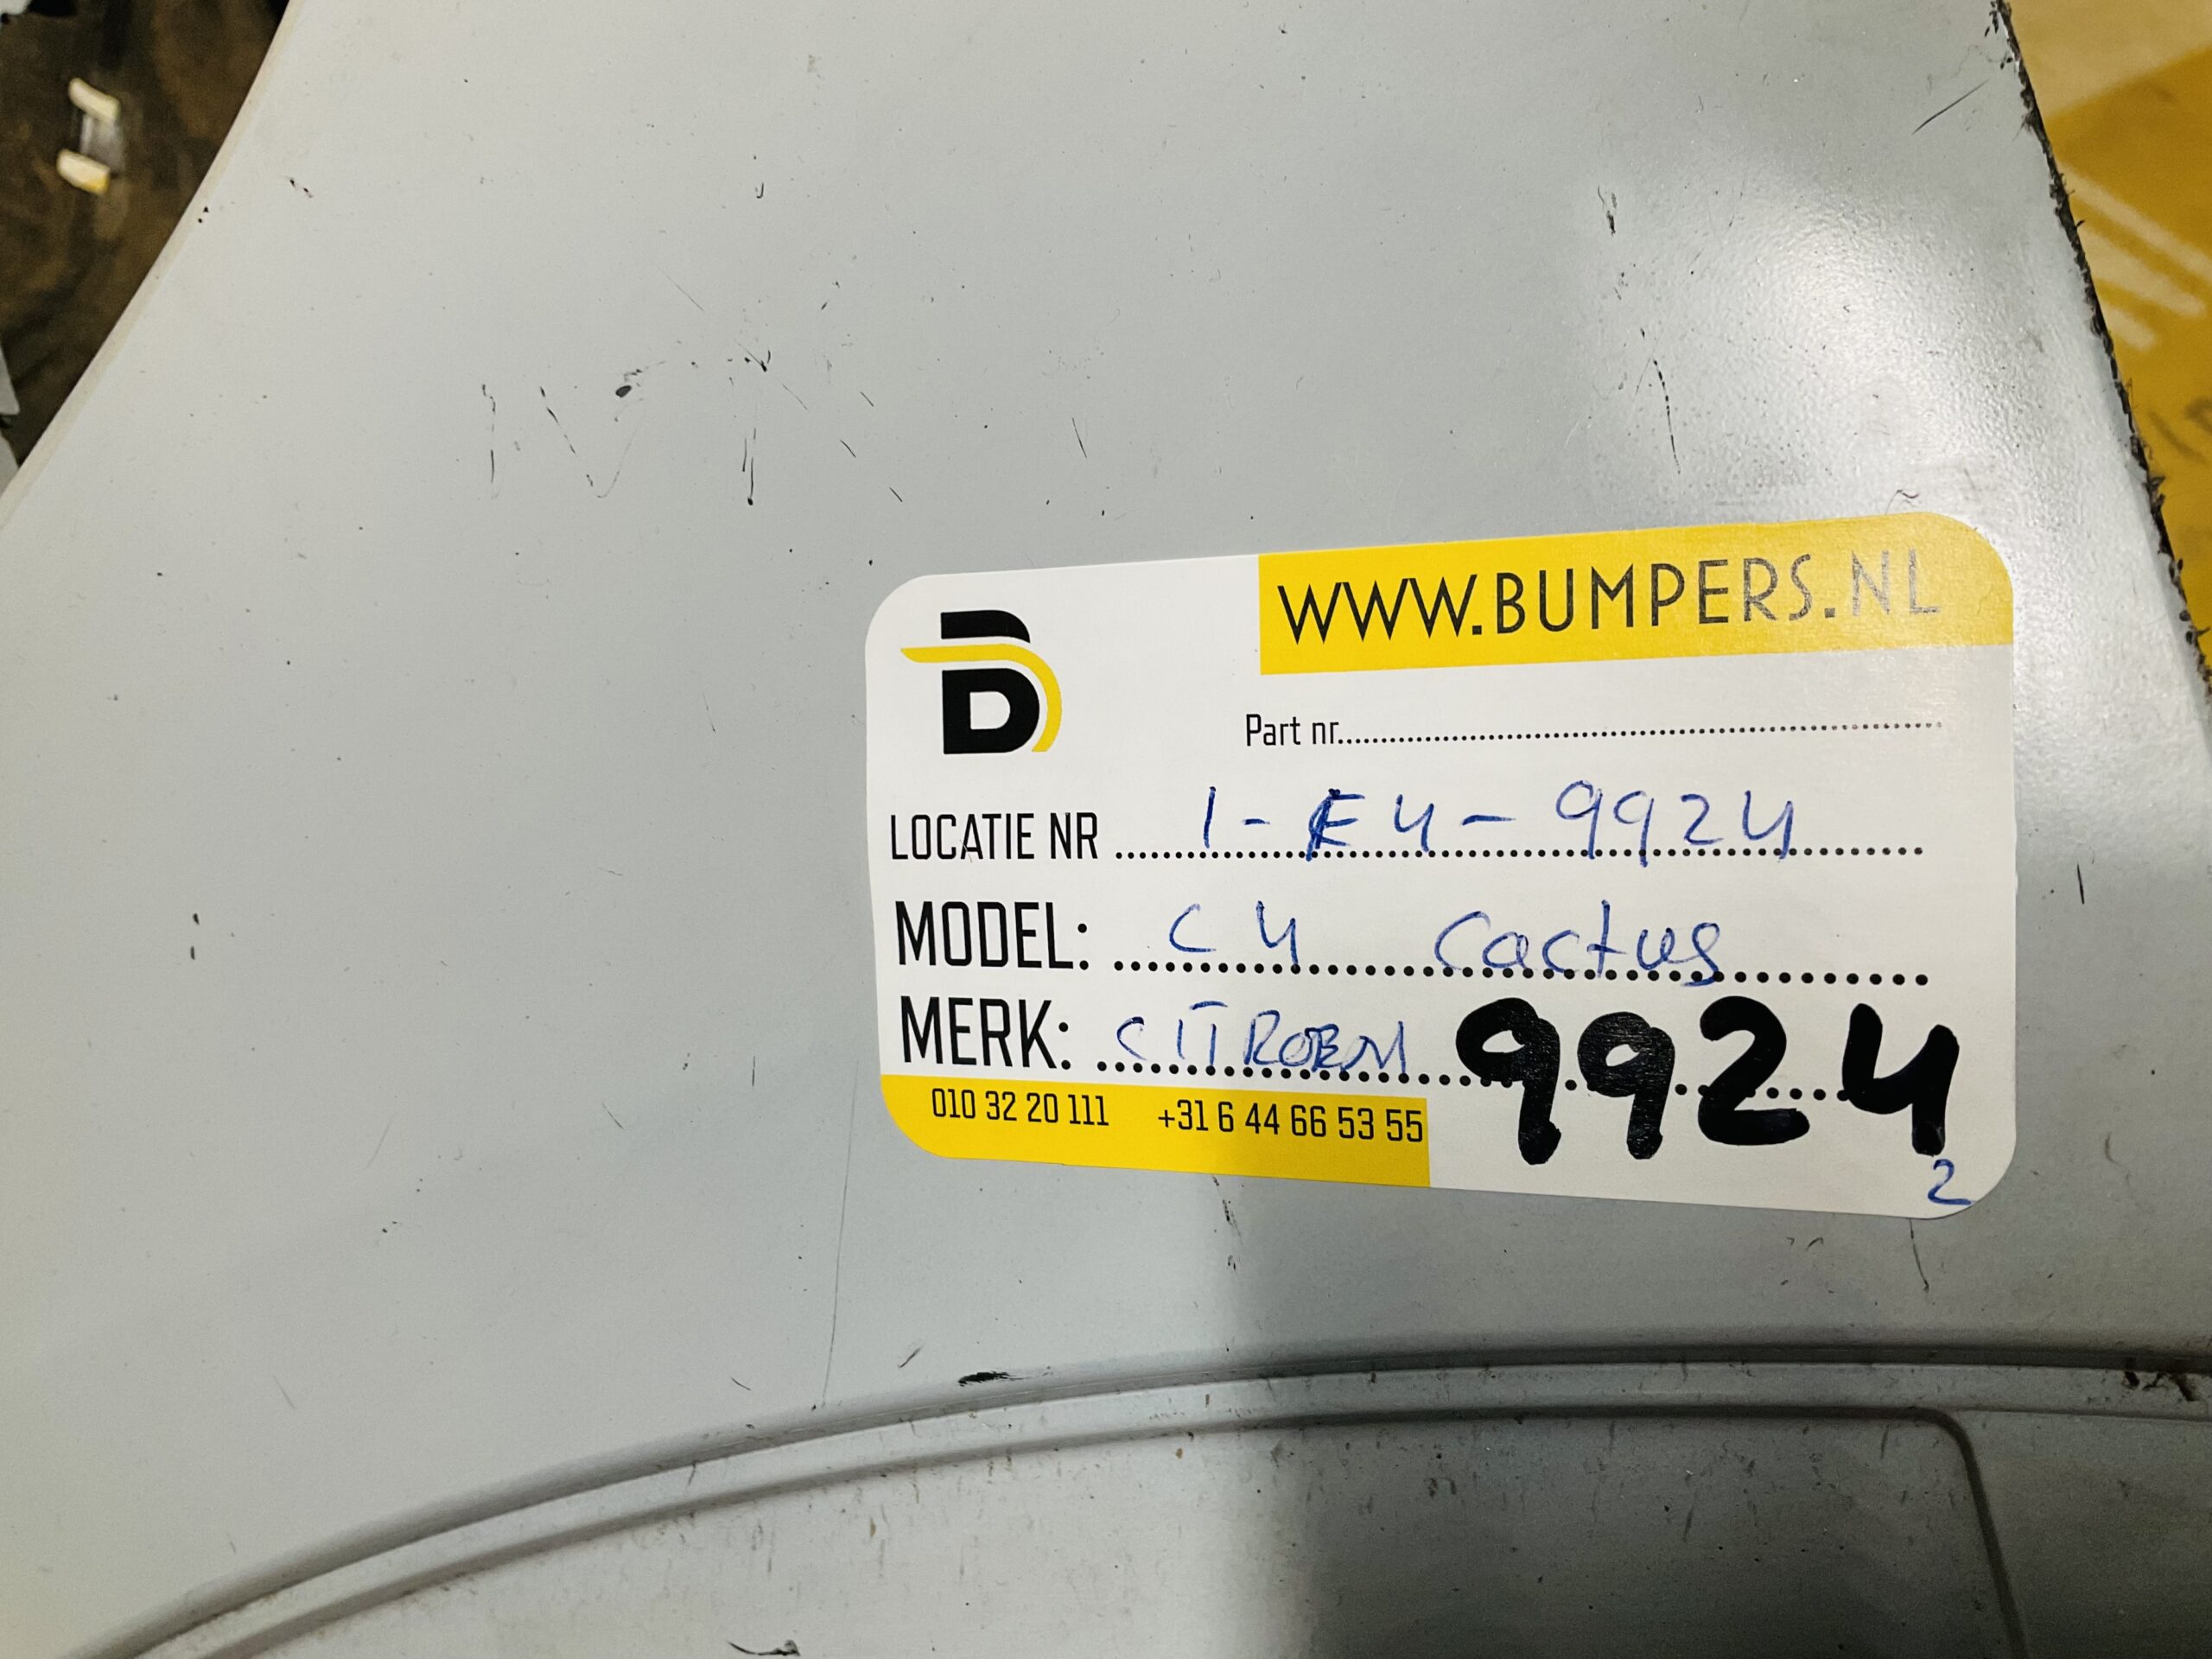 WWW.BUMPERS.NL
B
Part nr.
LOCATIE NR 1-F4-9924
MODEL: C4 Cactus
MERK: CITROEN 9924
010 32 20 111 +31 6 44 66 53 55
2